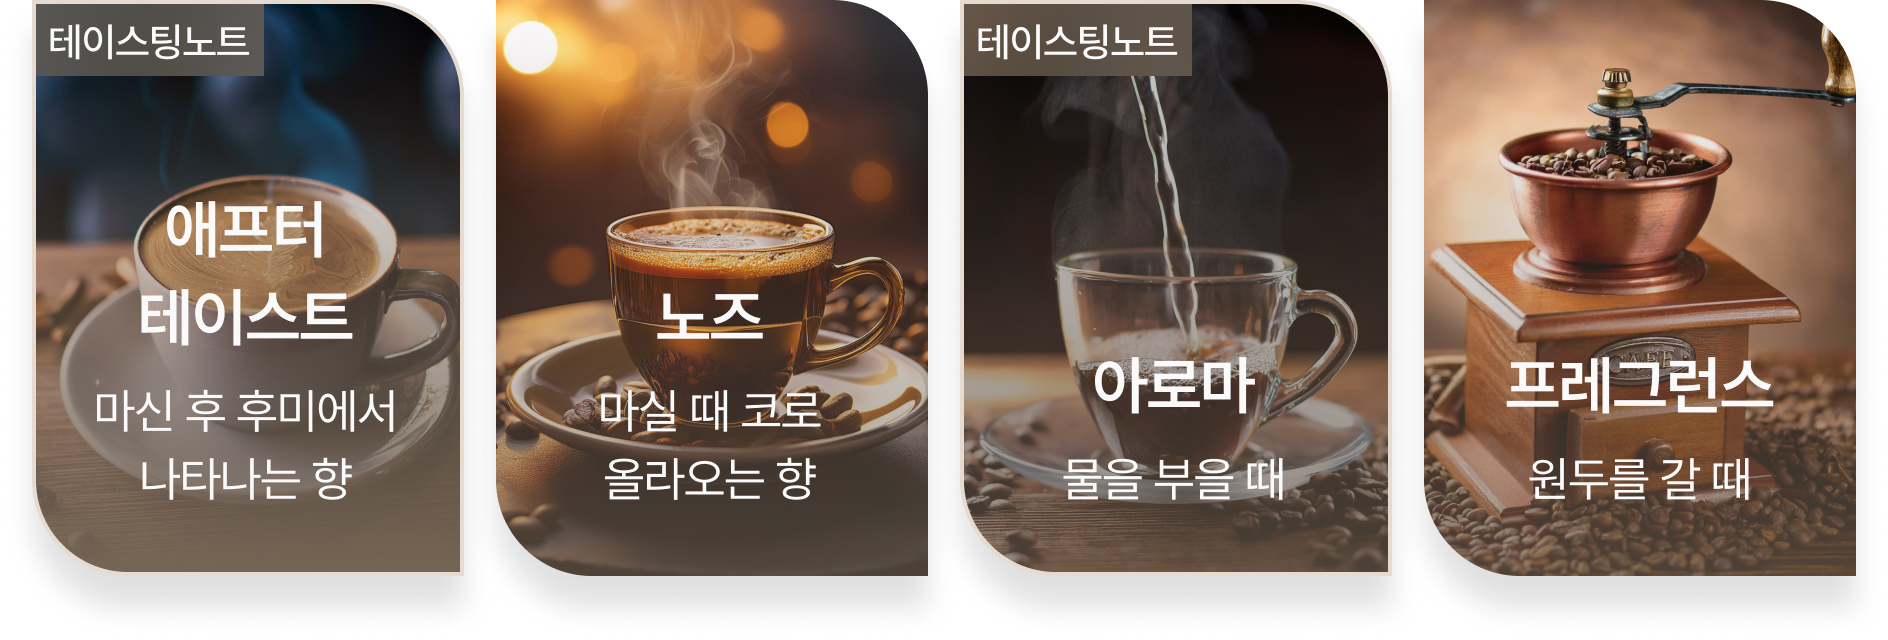 테이스팅노트
애프터
테이스트
마신 후 후미에서
나타나는 향
노즈
마실 때 코로
올라오는 향
테이스팅노트
아로마
물을 부을 때
프레그런스
원두를 갈 때
CAFE